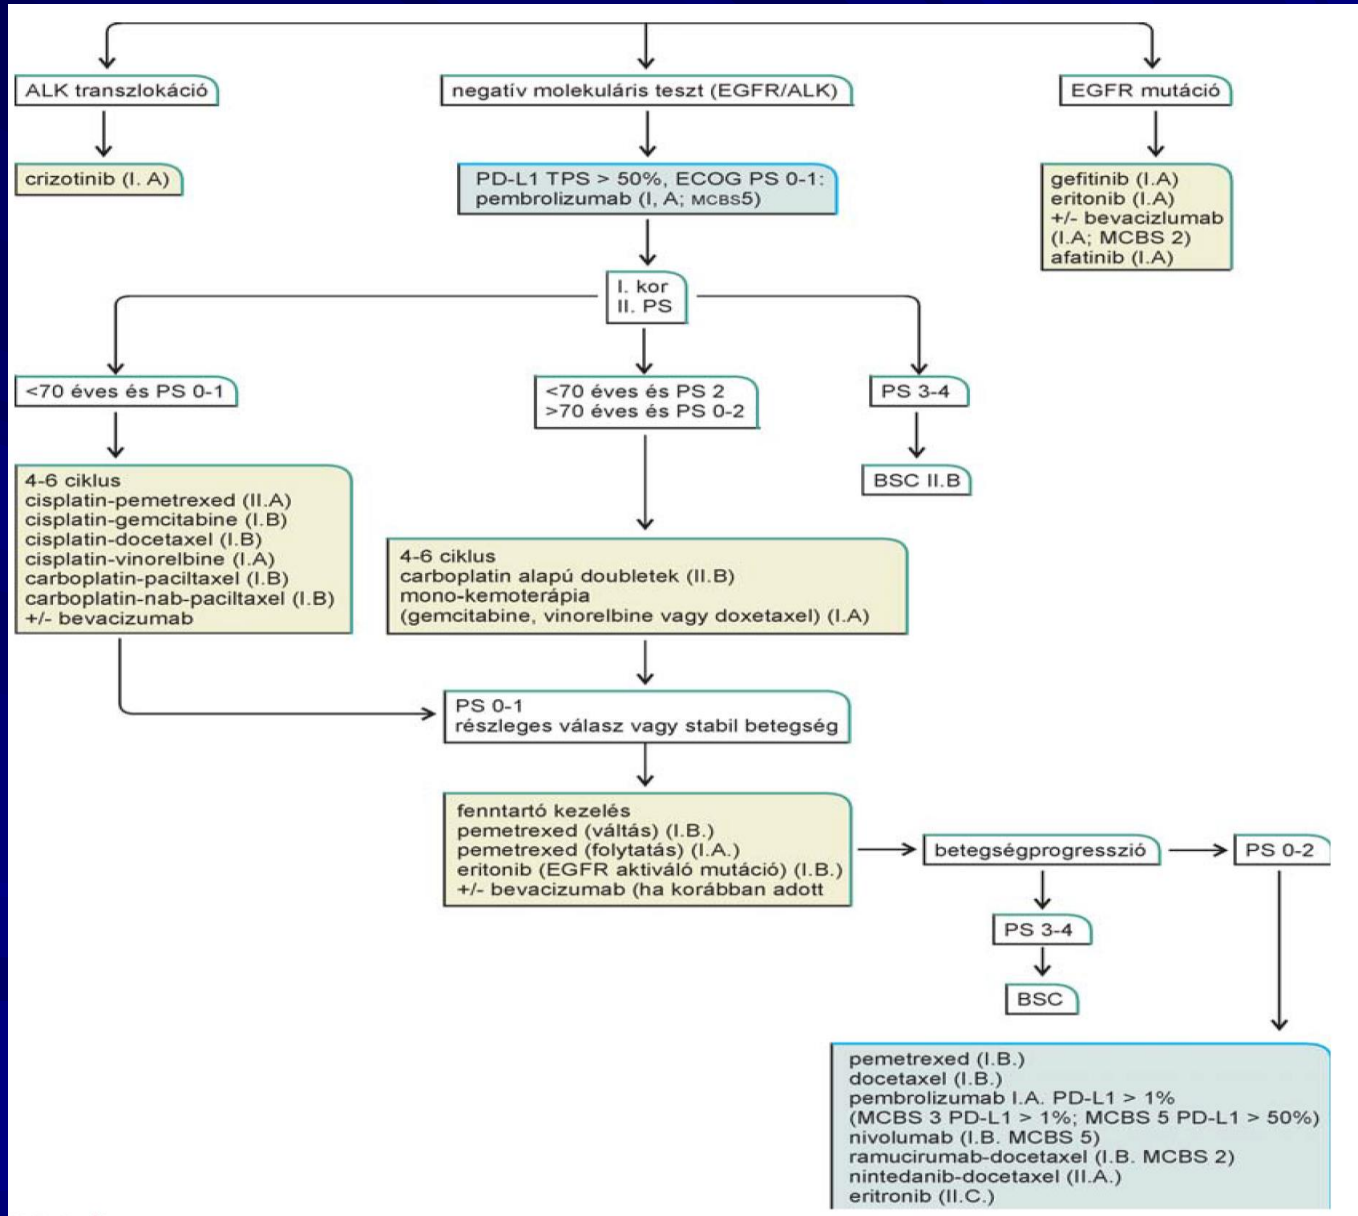 ALK transzlokáció
negatív molekuláris teszt (EGFR/ALK)
EGFR mutáció
crizotinib (I. A)
PD-L1 TPS > 50%, ECOG PS 0-1:
pembrolizumab (I, A; MCBS5)
gefitinib (I.A)
eritonib (I.A)
+/- bevacizlumab
(I.A; MCBS 2)
afatinib (I.A)
I. kor
II. PS
<70 éves és PS 0-1
<70 éves és PS 2
>70 éves és PS 0-2
PS 3-4
BSC II.B
4-6 ciklus
cisplatin-pemetrexed (II.A)
cisplatin-gemcitabine (I.B)
cisplatin-docetaxel (I.B)
cisplatin-vinorelbine (I.A)
carboplatin-paciltaxel (I.B)
carboplatin-nab-paciltaxel (I.B)
+/- bevacizumab
4-6 ciklus
carboplatin alapú doubletek (II.B)
mono-kemoterápia
(gemcitabine, vinorelbine vagy doxetaxel) (I.A)
PS 0-1
részleges válasz vagy stabil betegség
fenntartó kezelés
pemetrexed (váltás) (I.B.)
pemetrexed (folytatás) (I.A.)
eritonib (EGFR aktiváló mutáció) (I.B.)
+/- bevacizumab (ha korábban adott
betegségprogresszió
PS 0-2
PS 3-4
BSC
pemetrexed (I.B.)
docetaxel (I.B.)
pembrolizumab I.A. PD-L1 > 1%
(MCBS 3 PD-L1 > 1%; MCBS 5 PD-L1 > 50%)
nivolumab (I.B. MCBS 5)
ramucirumab-docetaxel (I.B. MCBS 2)
nintedanib-docetaxel (II.A.)
eritronib (II.C.)